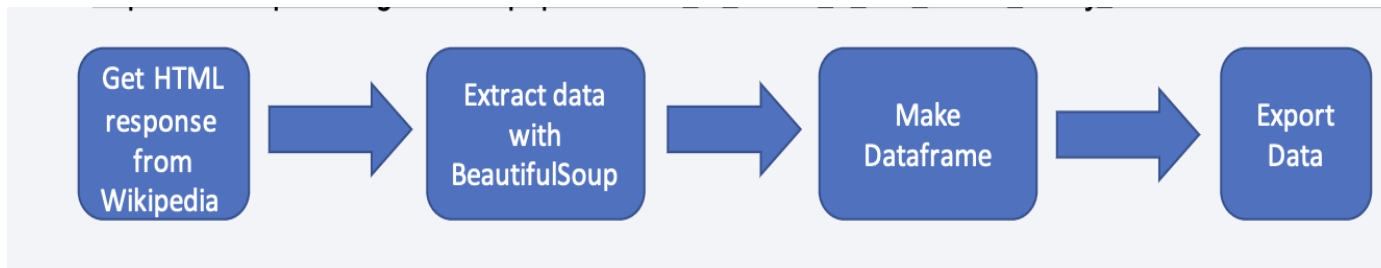 Get HTML
response
from
Wikipedia
Extract data
with
BeautifulSoup
Make
Dataframe
Export
Data